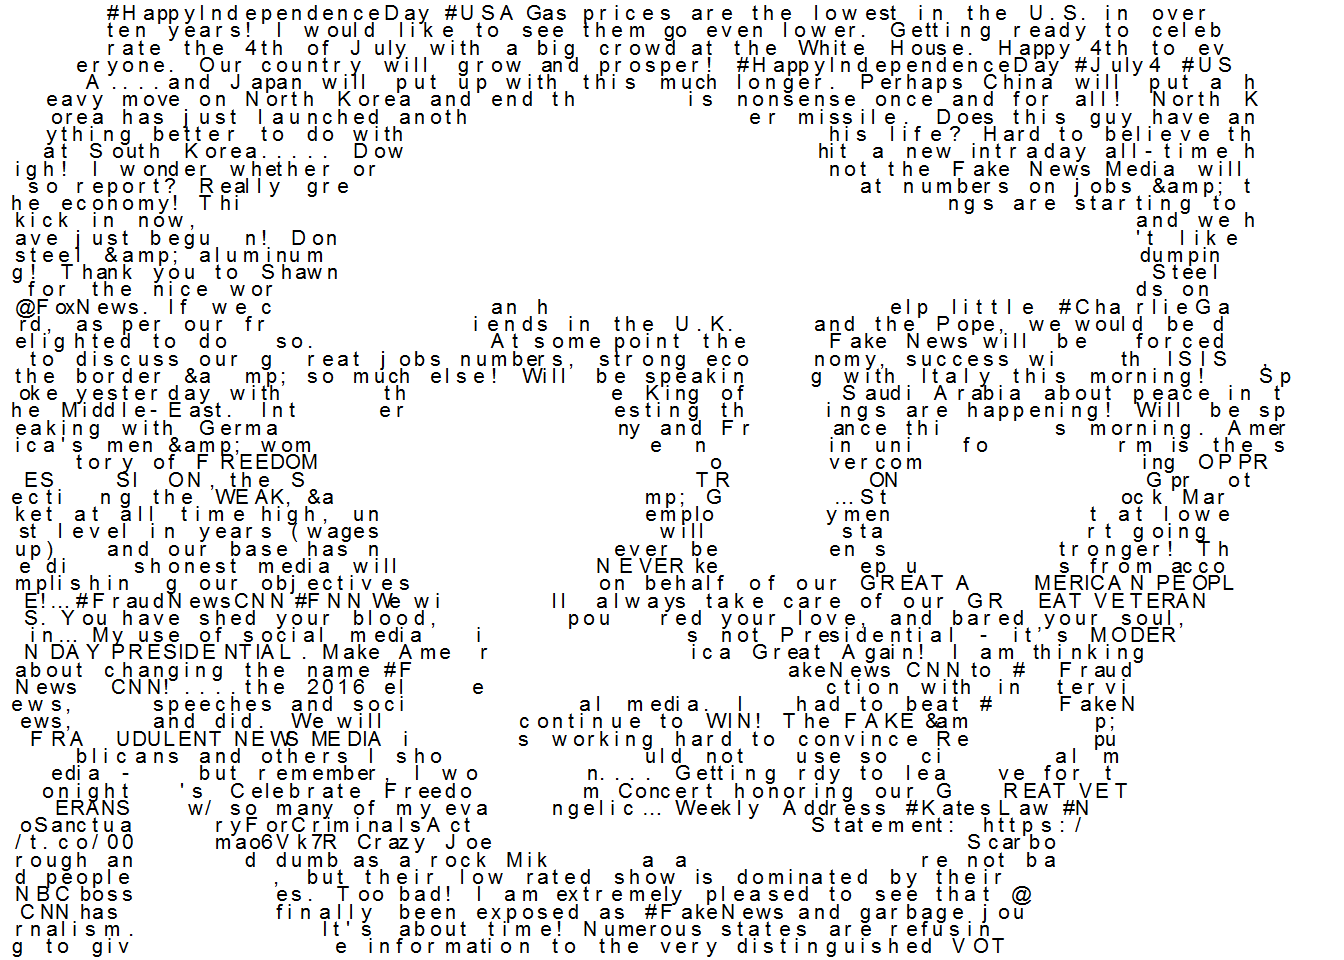 #HappyIndependenceDay #USA Gas prices are the lowest in the U.S. in over
ten years! I would like to see them go even lower. Getting ready to celeb
rate the 4th of July with a big crowd at the White House. Happy 4th to ev
eryone. Our country will grow and prosper! #HappyIndependenceDay #July4 #US
A ....and Japan will put up with this much longer. Perhaps China will put a h
eavy move on North Korea and end th is nonsense once and for all! North K
orea has just launched anoth er missile. Does this guy have an
ything better to do with his life? Hard to believe th
at South Korea..... Dow hit a new intraday all-time h
igh! I wonder whether or not the Fake News Media will
so report? Really gre at numbers on jobs &amp; t
he economy! Thi ngs are starting to
kick in now, and we h
ave just begu n! Don 't like
steel &amp; aluminum dumpin
g! Thank you to Shawn Steel
for the nice wor ds on
@FoxNews. If we c an h elp little #CharlieGa
rd, as per our fr iends in the U.K. and the Pope, we would be d
elighted to do so. At some point the Fake News will be forced
to discuss our g reat jobs numbers, strong eco nomy, success wi th ISIS ,
the border &a mp; so much else! Will be speakin g with Italy this morning! Sp
oke yesterday with th e King of Saudi Arabia about peace in t
he Middle-East. Int er esting th ings are happening! Will be sp
eaking with Germa ny and Fr ance thi s morning. Amer
ica's men &amp; wom e n in uni fo rm is the s
tory of FREEDOM o vercom ing OPPR
ES SI ON, the S TR ON G pr ot
ecti ng the WEAK, &a mp; G ...St ock Mar
ket at all time high, un emplo ymen t at lowe
st level in years (wages will sta rt going
up) and our base has n ever be en s tronger! Th
e di shonest media will NEVER ke ep u s from acco
mplishin g our objectives on behalf of our GREAT A MERICAN PEOPL
E!...#FraudNewsCNN #FNN We wi ll always take care of our GR EAT VETERAN
S. You have shed your blood, pou red your love, and bared your soul,
in... My use of social media i s not Presidential - it's MODER
N DAY PRESIDENTIAL. Make Ame r ica Great Again! I am thinking
about changing the name #F akeNews CNN to # Fraud
News CNN! ....the 2016 el e ction with in tervi
ews, speeches and soci al media. I had to beat # FakeN
ews, and did. We will continue to WIN! The FAKE &am p;
FRA UDULENT NEWS MEDIA i s working hard to convince Re pu
blicans and others I sho uld not use so ci al m
edia - but remember, I wo n.... Getting rdy to lea ve for t
onight 's Celebrate Freedo m Concert honoring our G REAT VET
ERANS w/ so many of my eva ngelic... Weekly Address #KatesLaw #N
oSanctua ryForCriminalsAct Statement: https:/
/t.co/00 mao6Vk7R Crazy Joe Scarbo
rough an d dumb as a rock Mik a a re not ba
d people , but their low rated show is dominated by their
NBC boss es. Too bad! I am extremely pleased to see that @
CNN has finally been exposed as #FakeNews and garbage jou
rnalism. It's about time! Numerous states are refusin
g to giv e information to the very distinguished VOT